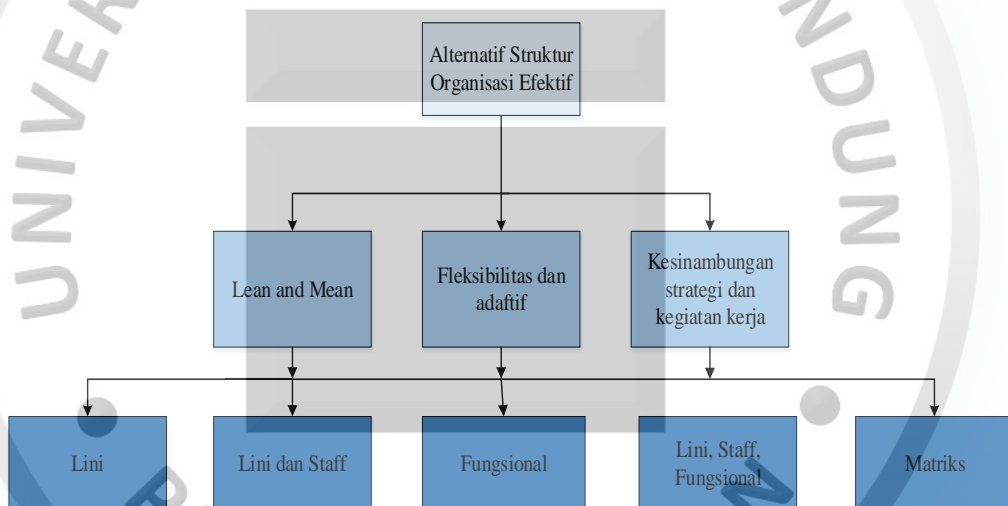 Alternatif Struktur
Organisasi Efektif
Lean and Mean
Fleksibilitas dan
adaptif
Kesinambungan
strategi dan
kegiatan kerja
Lini
Lini dan Staff
Fungsional
Lini, Staff,
Fungsional
Matriks